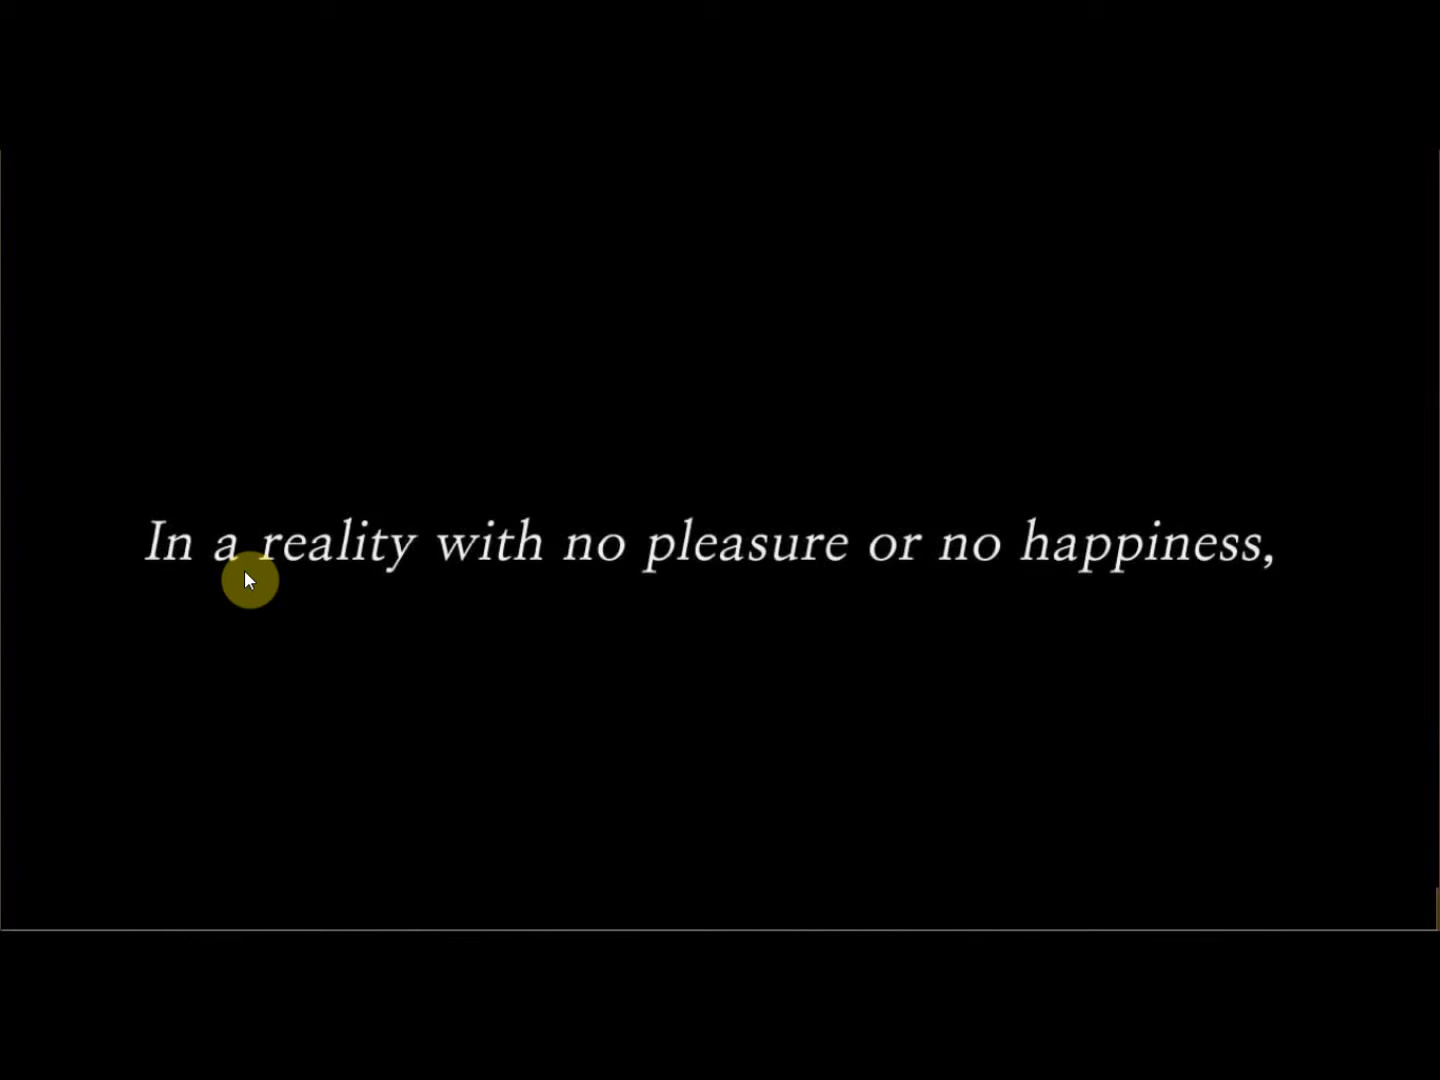 In a reality with no pleasure or no happiness,